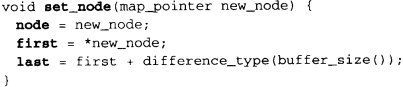 void set_node(map_pointer new_node) {
  node = new_node;
  first = *new_node;
  last = first + difference_type(buffer_size());
}